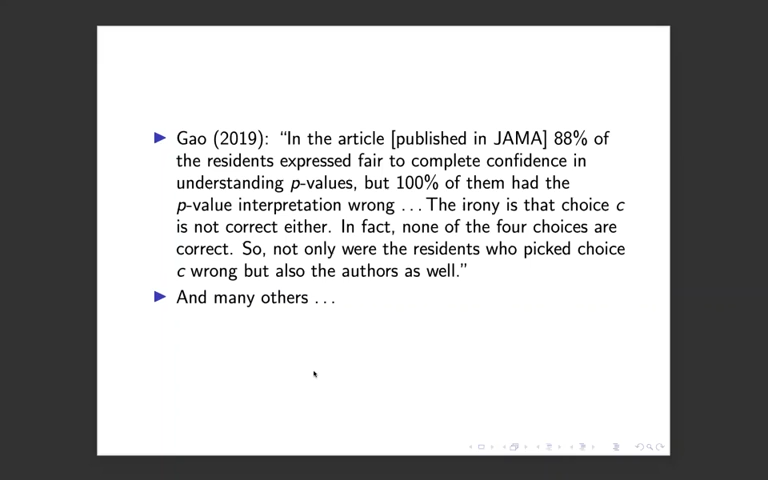 Gao (2019): “In the article [published in JAMA] 88% of
the residents expressed fair to complete confidence in
understanding p-values, but 100% of them had the
p-value interpretation wrong ... The irony is that choice c
is not correct either. In fact, none of the four choices are
correct. So, not only were the residents who picked choice
c wrong but also the authors as well.”
And many others ...